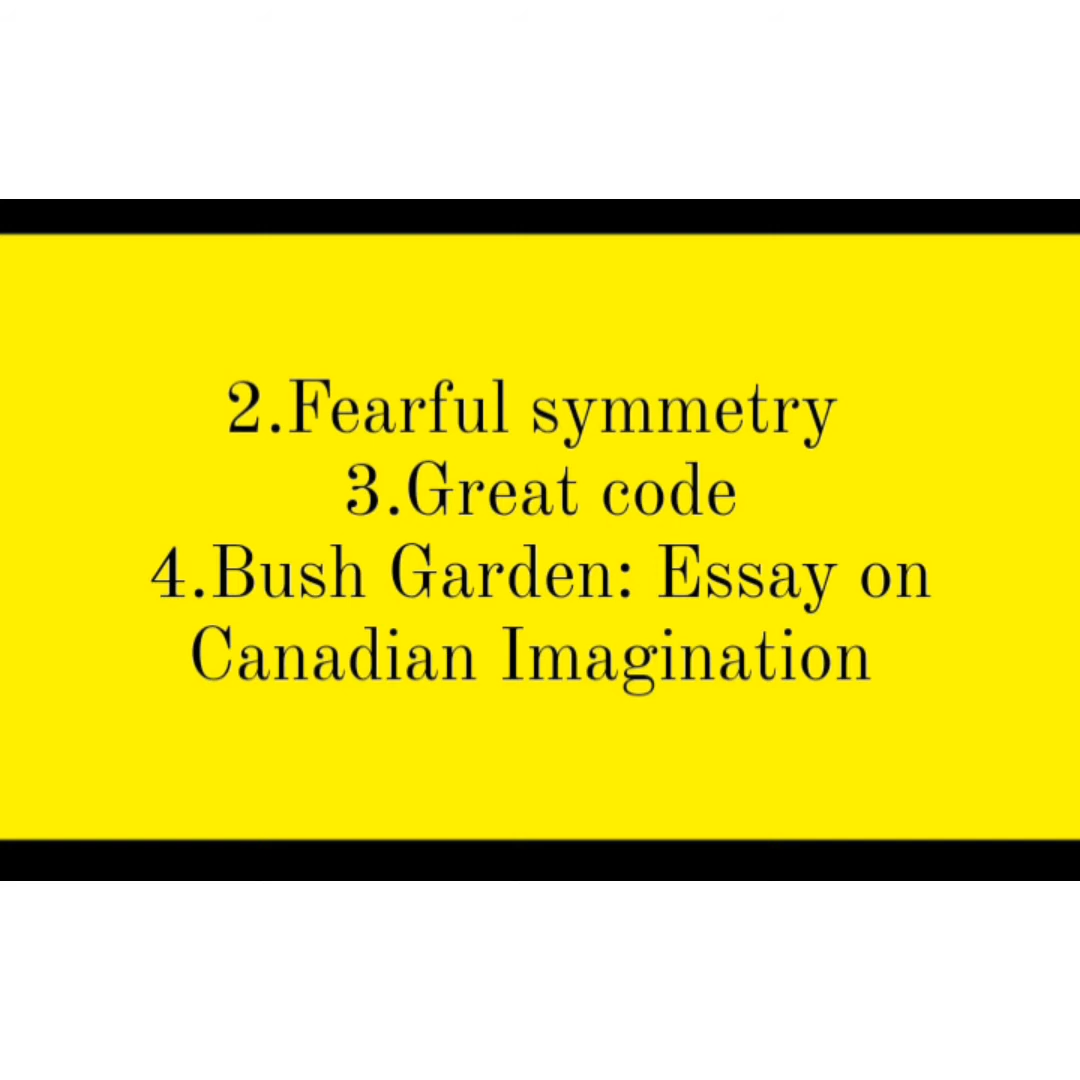 2.Fearful symmetry
3.Great code
4.Bush Garden: Essay on
Canadian Imagination